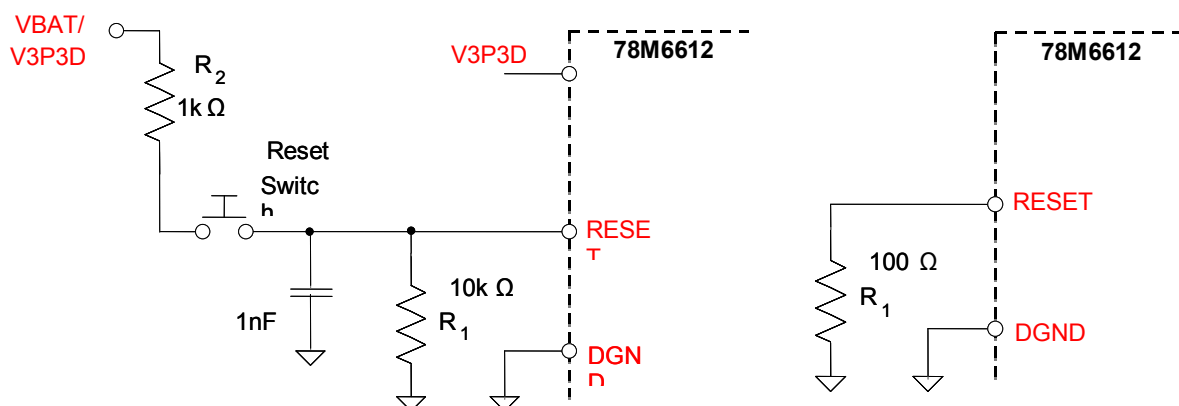 VBAT/
V3P3D
R2
1k Ω
Reset
Switc
h
V3P3D
78M6612
RESE
T
10k Ω
R1
1nF
DGN
D
78M6612
RESET
100 Ω
R1
DGND